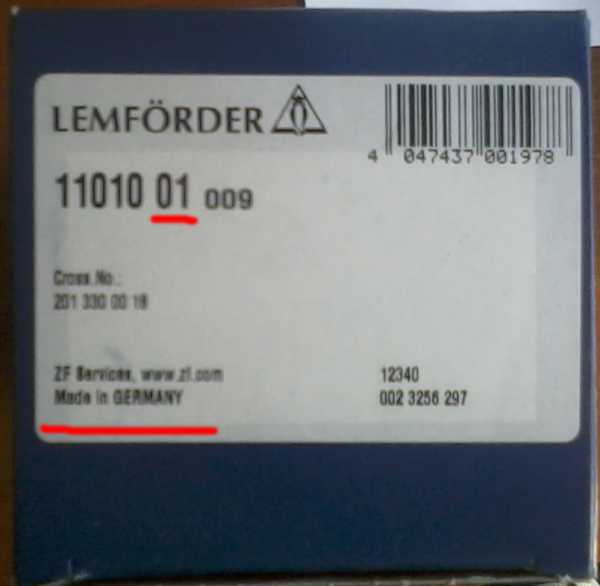 LEMFÖRDER
4 047437 001978
11010 01 009
Cross No.:
201 330 00 18
ZF Services, www.zf.com
Made in GERMANY
12340
002 3256 297